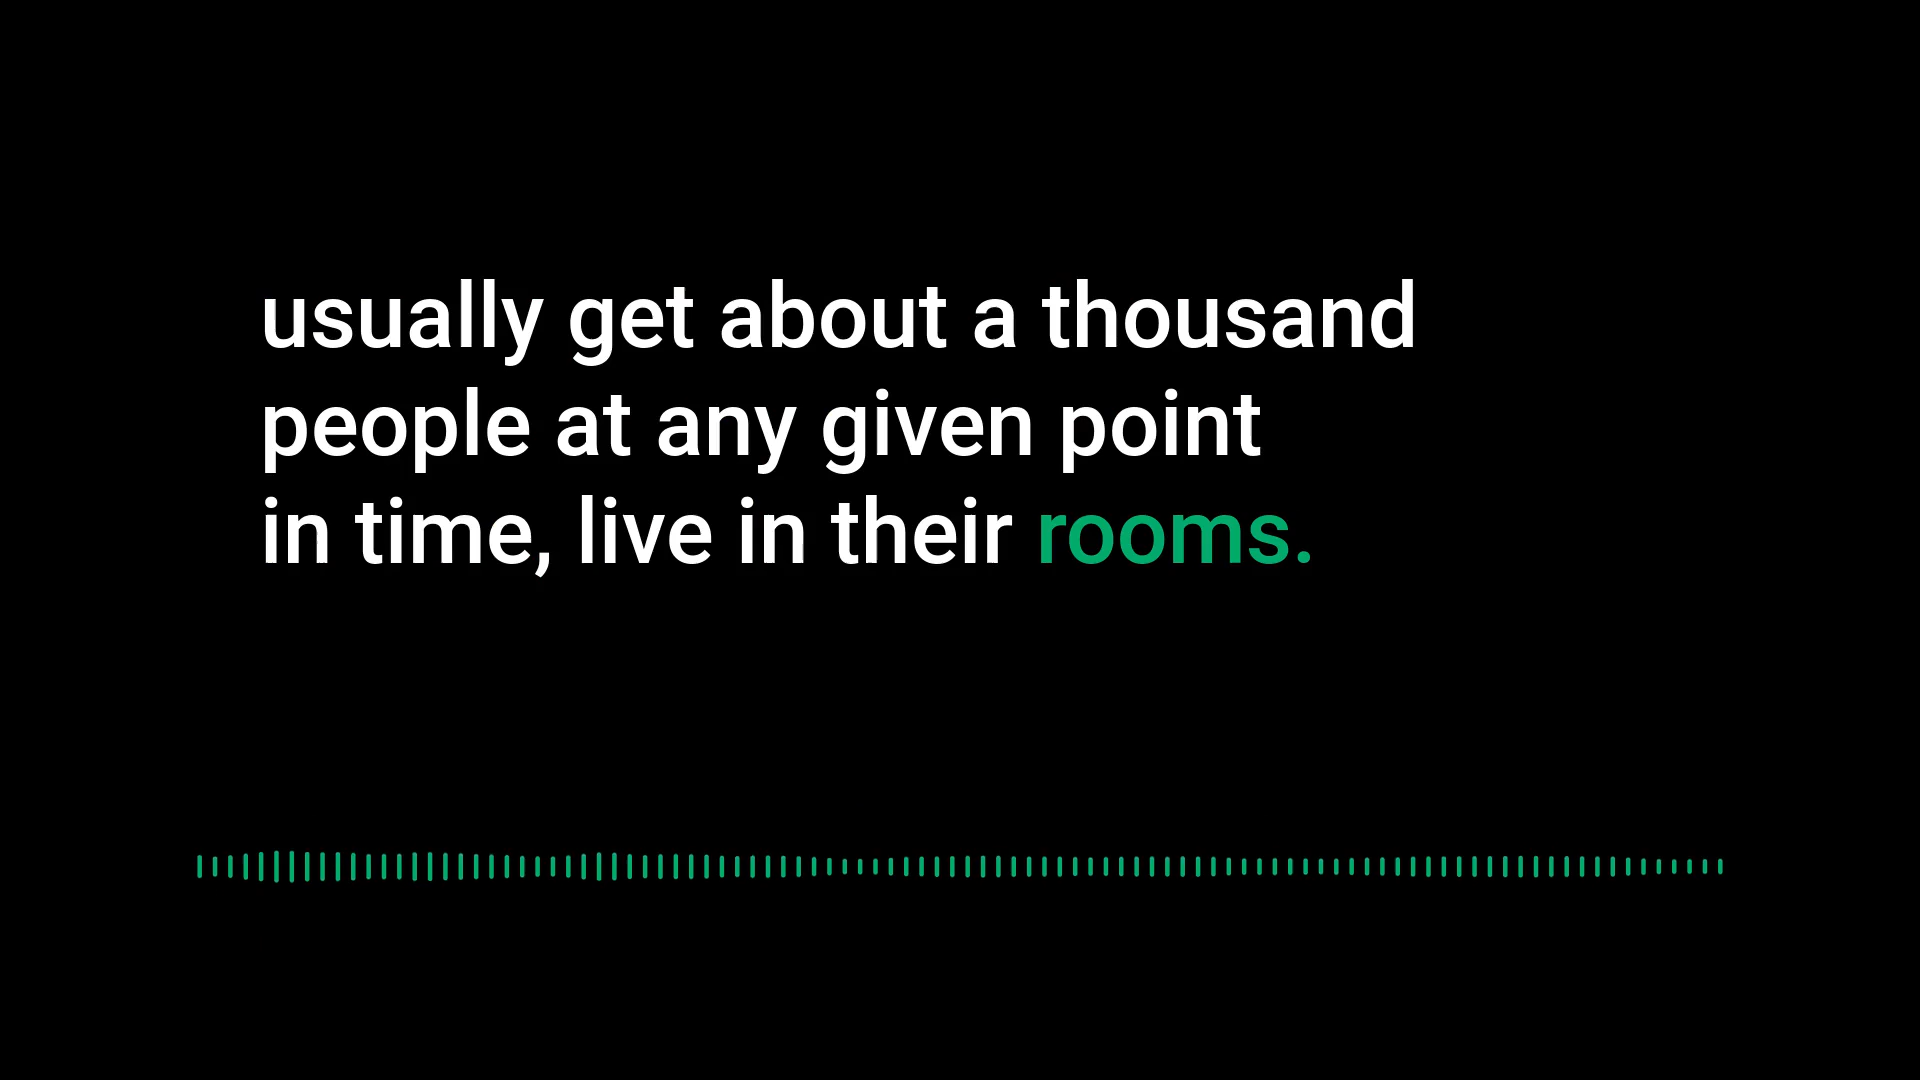 usually get about a thousand
people at any given point
in time, live in their rooms.